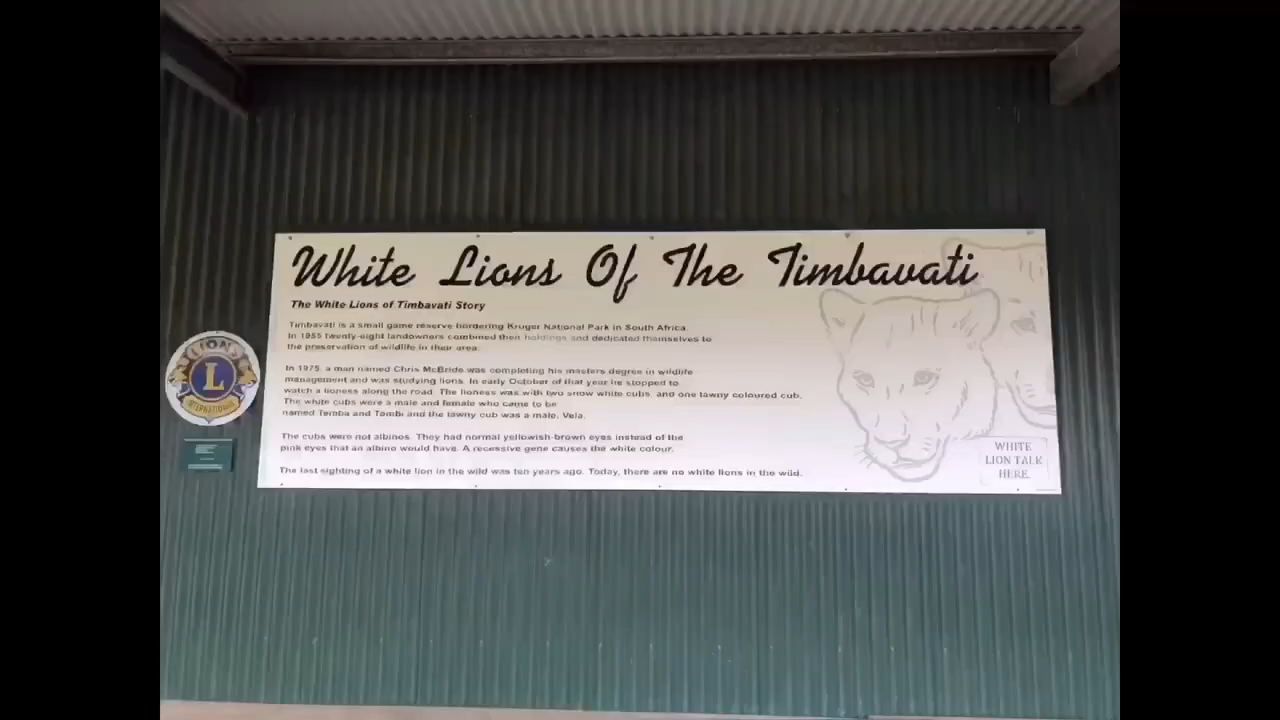 White Lions Of The Timbavati
The White Lions of Timbavati Story
Timbavati is a small game reserve bordering Kruger National Park in South Africa.
In 1955 twenty-eight landowners combined their holdings and dedicated themselves to
the preservation of wildlife in their area.
In 1975, a man named Chris McBride was completing his masters degree in wildlife
management and was studying lions. In early October of that year he stopped to
watch a lioness along the road. The lioness was with two snow white cubs, and one tawny coloured cub.
The white cubs were a male and female who came to be
named Temba and Tombi and the tawny cub was a male, Vela.
The cubs were not albinos. They had normal yellowish-brown eyes instead of the
pink eyes that an albino would have. A recessive gene causes the white colour.
The last sighting of a white lion in the wild was ten years ago. Today, there are no white lions in the wild.
WHITE
LION TALK
HERE.
LIONS
L
INTERNATIONAL